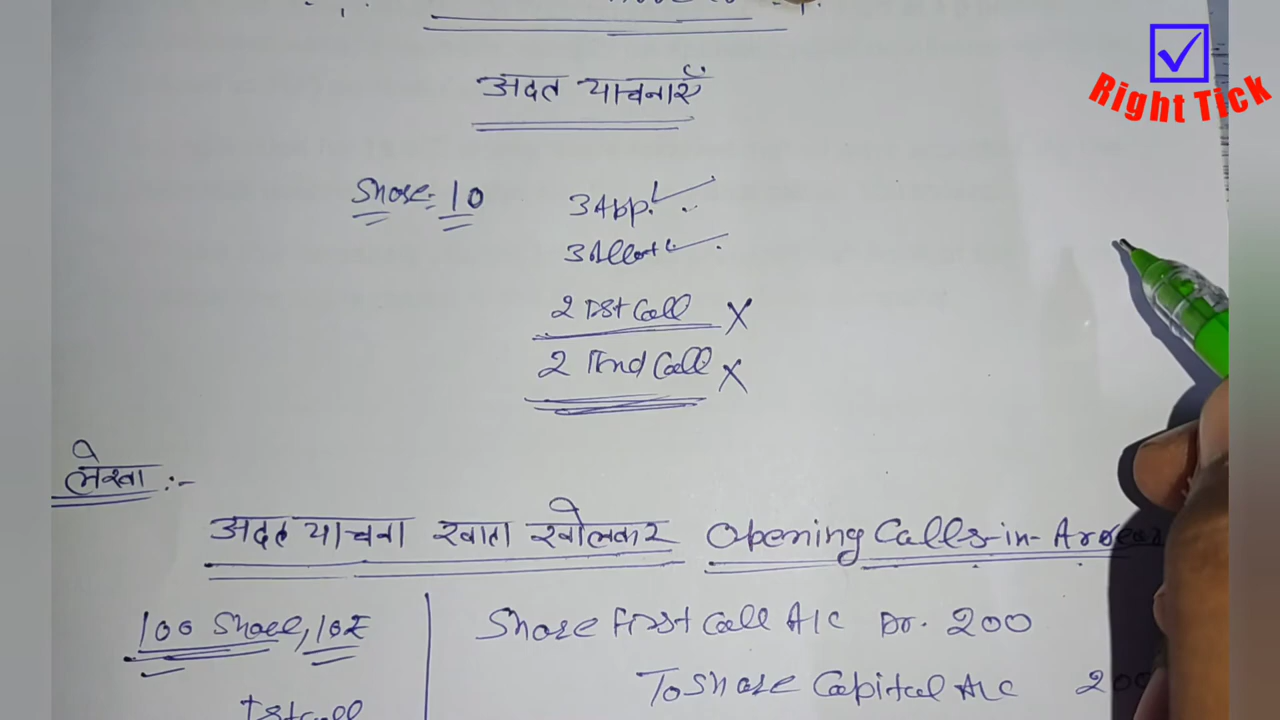 Right Tick
अदत याचनाएँ
Share:- 10
3 App.
3 Allot
2 Ist Call X
2 IInd Call X
लेखा :-
अदत याचना खाता खोलकर Opening Calls-in-Arrear
100 Share, 10₹
Share First Call A/C Dr. 200
To Share Capital A/C 200